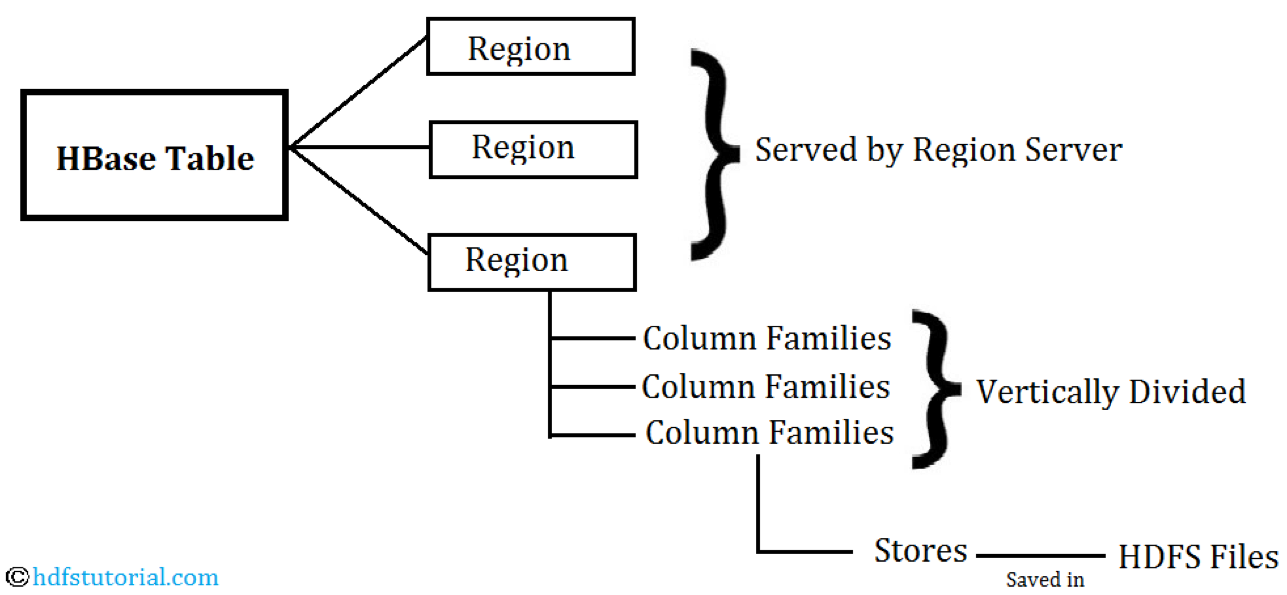 Region
HBase Table
Region
Served by Region Server
Region
Column Families
Column Families
Vertically Divided
Column Families
Stores
HDFS Files
Saved in
©hdfstutorial.com